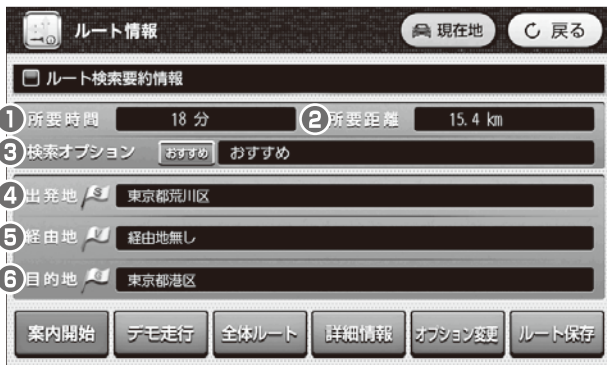 ルート情報 現在地 戻る
ルート検索要約情報
1 所要時間 18 分 2 所要距離 15.4 km
3 検索オプション おすすめ おすすめ
4 出発地 S 東京都荒川区
5 経由地 経由地無し
6 目的地 東京都港区
案内開始 デモ走行 全体ルート 詳細情報 オプション変更 ルート保存